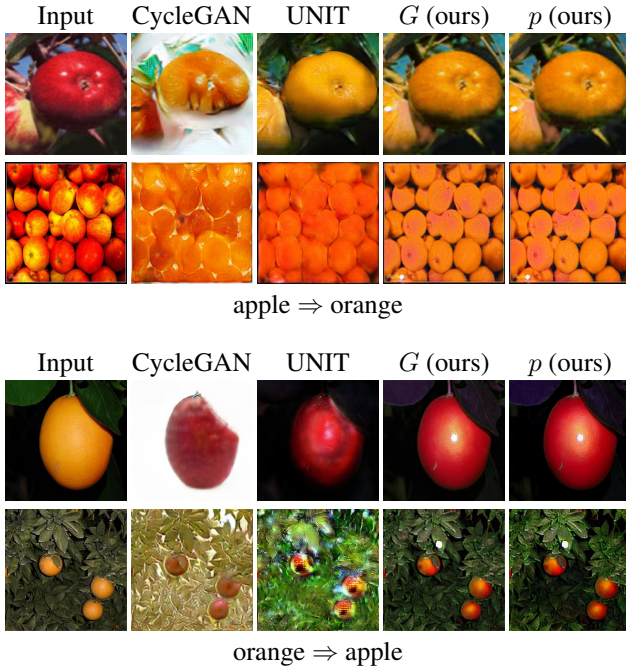 Input CycleGAN UNIT G (ours) p (ours)
apple ⇒ orange
Input CycleGAN UNIT G (ours) p (ours)
orange ⇒ apple